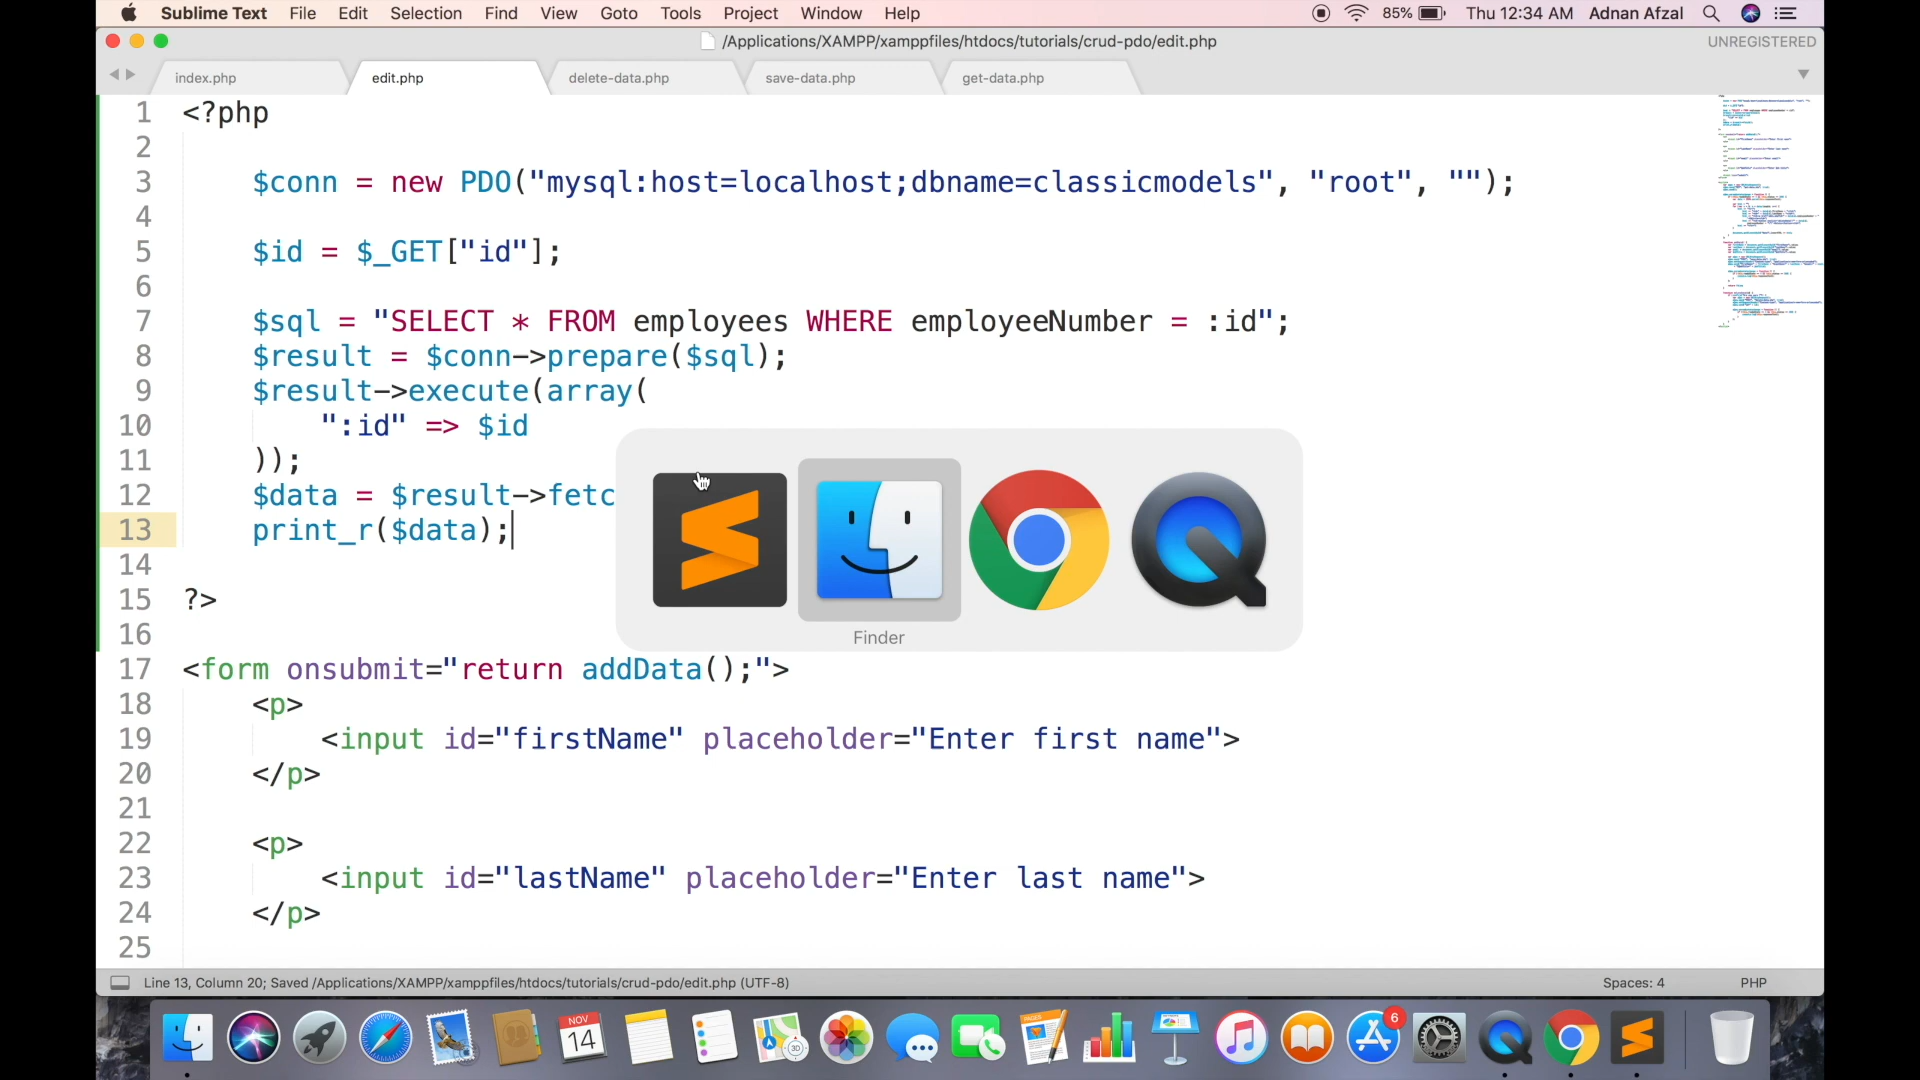 Sublime Text File Edit Selection Find View Goto Tools Project Window Help 85% Thu 12:34 AM Adnan Afzal
/Applications/XAMPP/xamppfiles/htdocs/tutorials/crud-pdo/edit.php UNREGISTERED
index.php edit.php delete-data.php save-data.php get-data.php
1 <?php
2
3 $conn = new PDO("mysql:host=localhost;dbname=classicmodels", "root", "");
4
5 $id = $_GET["id"];
6
7 $sql = "SELECT * FROM employees WHERE employeeNumber = :id";
8 $result = $conn->prepare($sql);
9 $result->execute(array(
10 ":id" => $id
11 ));
12 $data = $result->fetc
13 print_r($data);
14
15 ?>
16
Finder
17 <form onsubmit="return addData();">
18 <p>
19 <input id="firstName" placeholder="Enter first name">
20 </p>
21
22 <p>
23 <input id="lastName" placeholder="Enter last name">
24 </p>
25
Line 13, Column 20; Saved /Applications/XAMPP/xamppfiles/htdocs/tutorials/crud-pdo/edit.php (UTF-8) Spaces: 4 PHP
NOV
14
PAGES
30
6